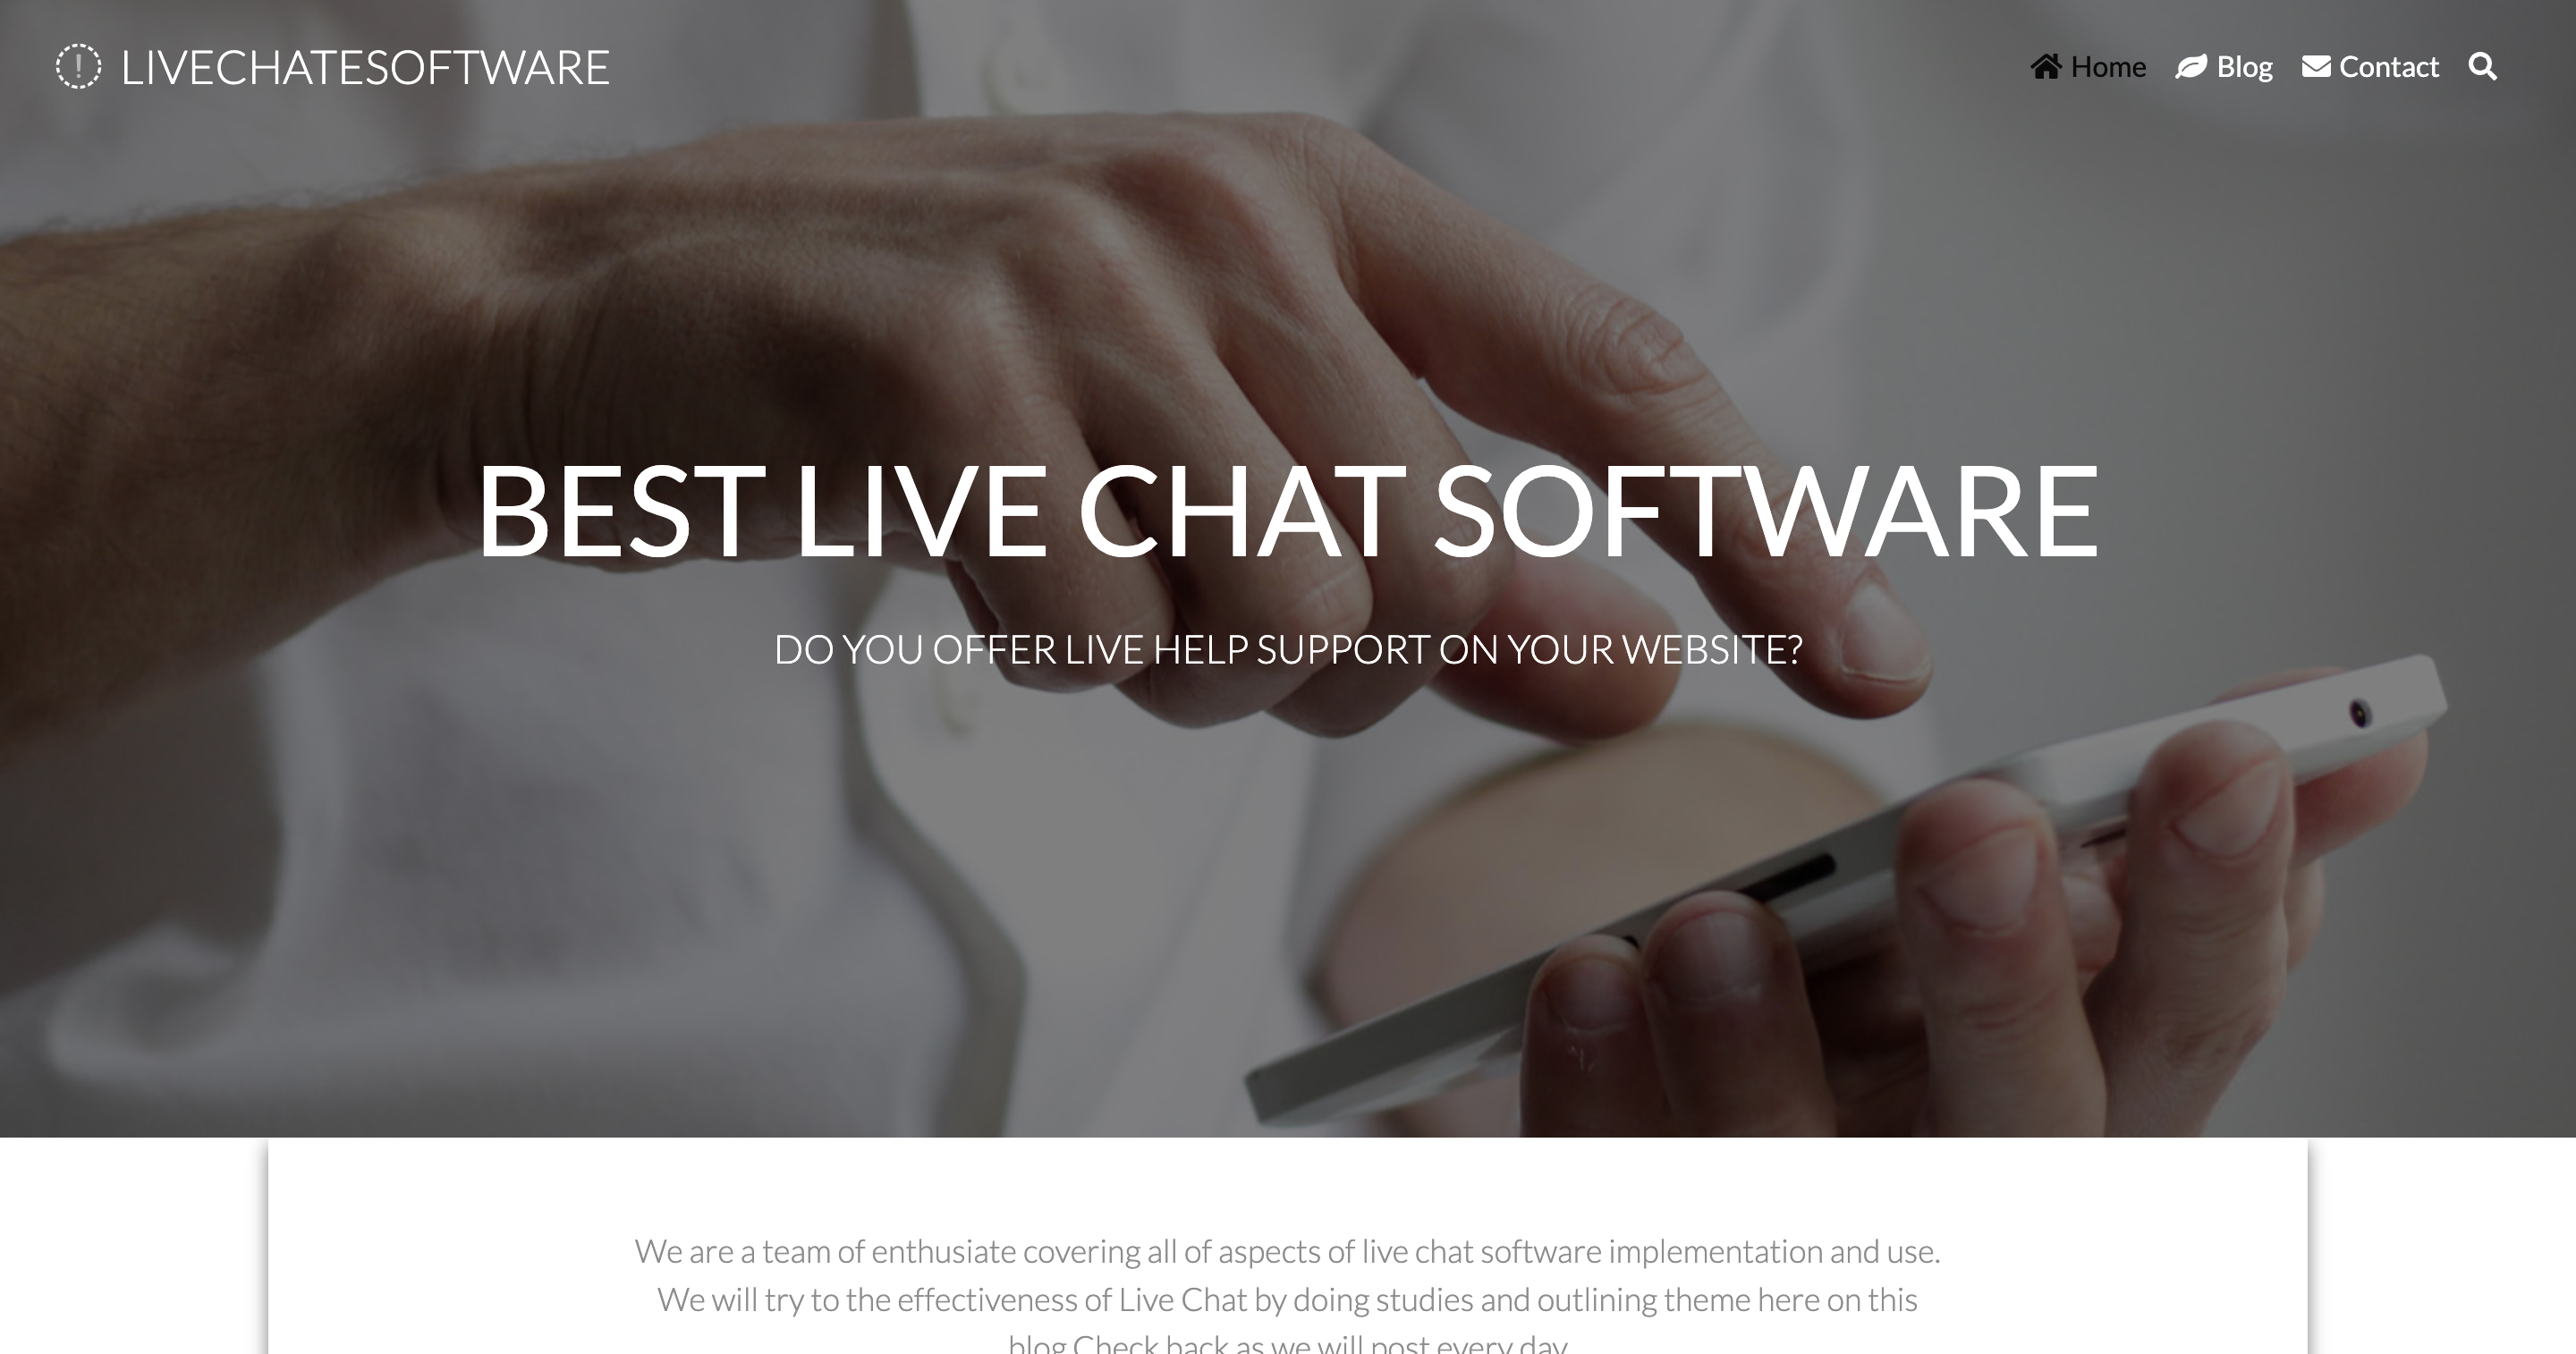 LIVECHATESOFTWARE
Home Blog Contact
BEST LIVE CHAT SOFTWARE
DO YOU OFFER LIVE HELP SUPPORT ON YOUR WEBSITE?
We are a team of enthusiate covering all of aspects of live chat software implementation and use.
We will try to the effectiveness of Live Chat by doing studies and outlining theme here on this
blog Check back as we will post every day